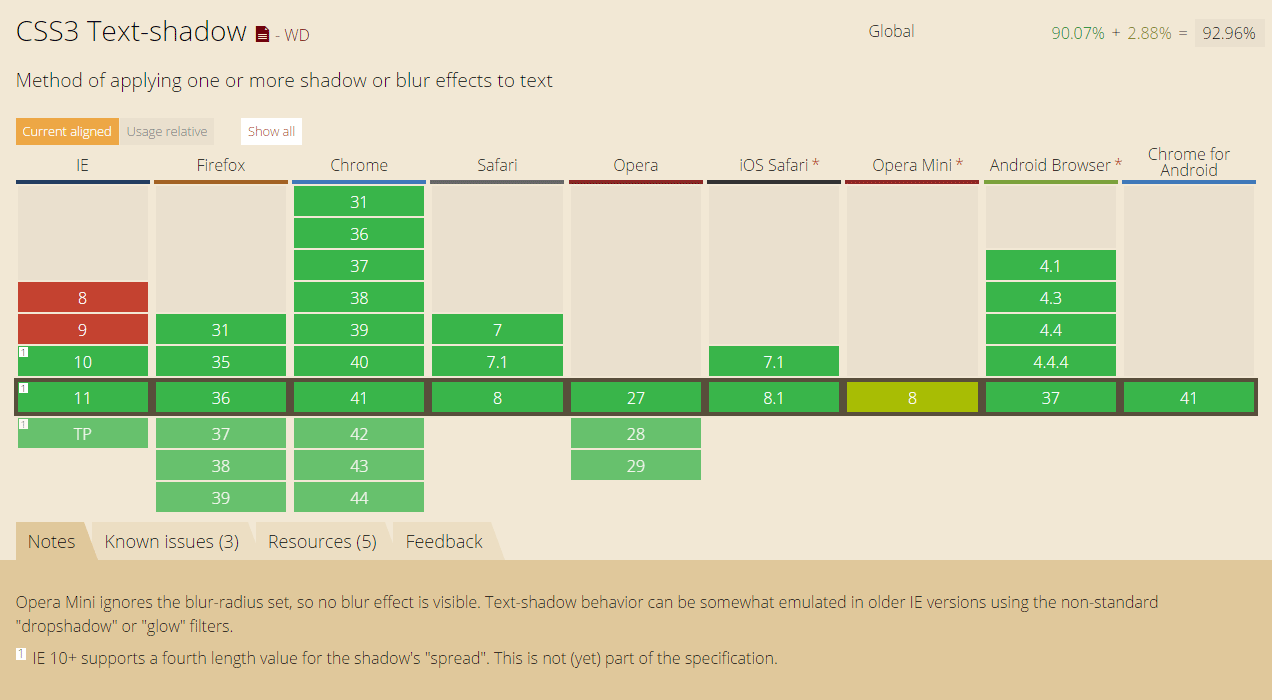 CSS3 Text-shadow - WD
Global 90.07% + 2.88% = 92.96%
Method of applying one or more shadow or blur effects to text
Current aligned Usage relative Show all
IE Firefox Chrome Safari Opera iOS Safari * Opera Mini * Android Browser * Chrome for Android
31
36
37 4.1
8 38 4.3
9 31 39 7 4.4
1 10 35 40 7.1 7.1 4.4.4
1 11 36 41 8 27 8.1 8 37 41
1 TP 37 42 28
38 43 29
39 44
Notes Known issues (3) Resources (5) Feedback
Opera Mini ignores the blur-radius set, so no blur effect is visible. Text-shadow behavior can be somewhat emulated in older IE versions using the non-standard
"dropshadow" or "glow" filters.
1 IE 10+ supports a fourth length value for the shadow's "spread". This is not (yet) part of the specification.